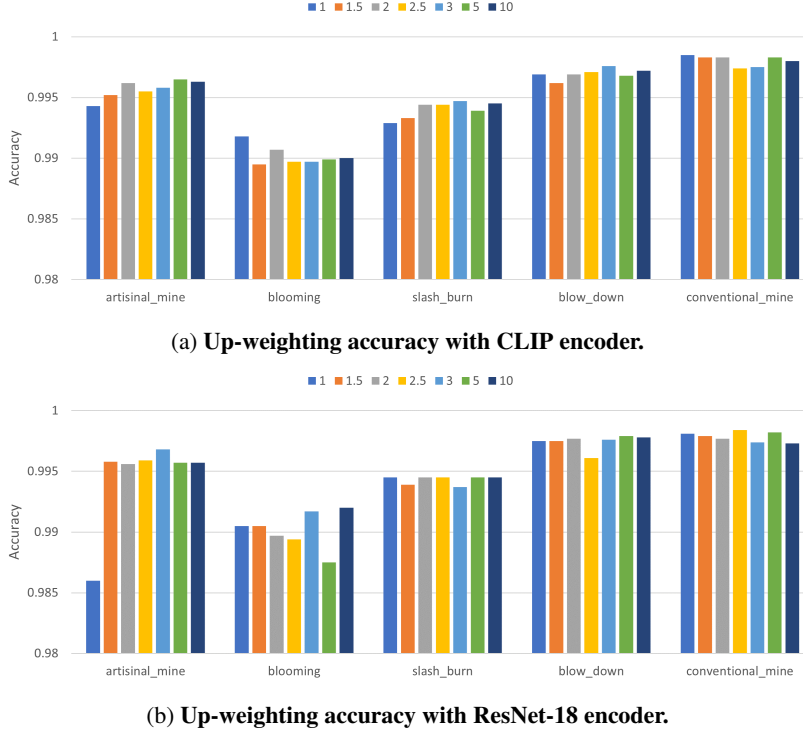 1 1.5 2 2.5 3 5 10
1
0.995
0.99
0.985
0.98
Accuracy
artisinal_mine blooming slash_burn blow_down conventional_mine
(a) Up-weighting accuracy with CLIP encoder.
1 1.5 2 2.5 3 5 10
1
0.995
0.99
0.985
0.98
Accuracy
artisinal_mine blooming slash_burn blow_down conventional_mine
(b) Up-weighting accuracy with ResNet-18 encoder.